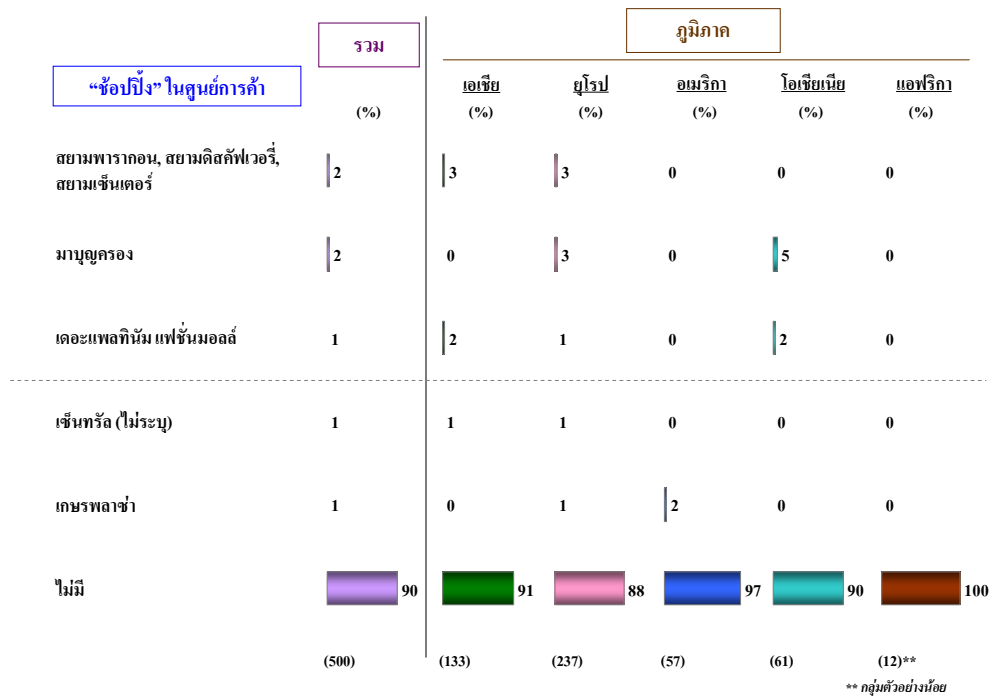 รวม
ภูมิภาค
“ช้อปปิ้ง” ในศูนย์การค้า
เอเชีย ยุโรป อเมริกา โอเชียเนีย แอฟริกา
(%) (%) (%) (%) (%) (%)
สยามพารากอน, สยามดิสคัฟเวอรี่,
สยามเซ็นเตอร์
2 3 3 0 0 0
มาบุญครอง 2 0 3 0 5 0
เดอะแพลทินัม แฟชั่นมอลล์ 1 2 1 0 2 0
เซ็นทรัล (ไม่ระบุ) 1 1 1 0 0 0
เกษรพลาซ่า 1 0 1 2 0 0
ไม่มี 90 91 88 97 90 100
(500) (133) (237) (57) (61) (12)**
** กลุ่มตัวอย่างน้อย